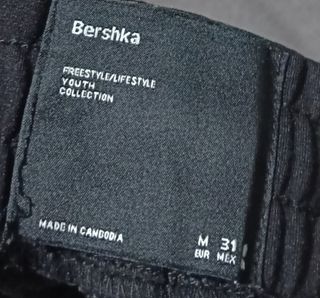 Bershka
FREESTYLE/LIFESTYLE
YOUTH
COLLECTION
MADE IN CAMBODIA
M 31
EUR MEX